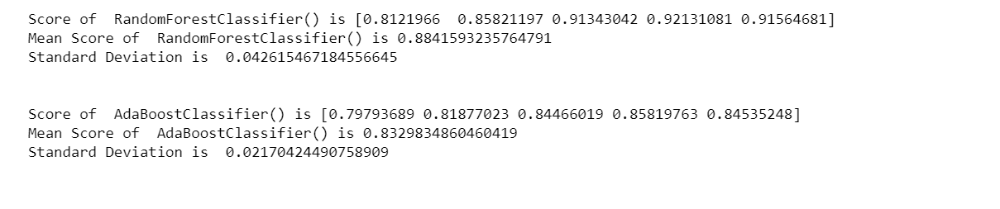 Score of  RandomForestClassifier() is [0.8121966  0.85821197 0.91343042 0.92131081 0.91564681]
Mean Score of  RandomForestClassifier() is 0.8841593235764791
Standard Deviation is  0.042615467184556645
Score of  AdaBoostClassifier() is [0.79793689 0.81877023 0.84466019 0.85819763 0.84535248]
Mean Score of  AdaBoostClassifier() is 0.8329834860460419
Standard Deviation is  0.02170424490758909